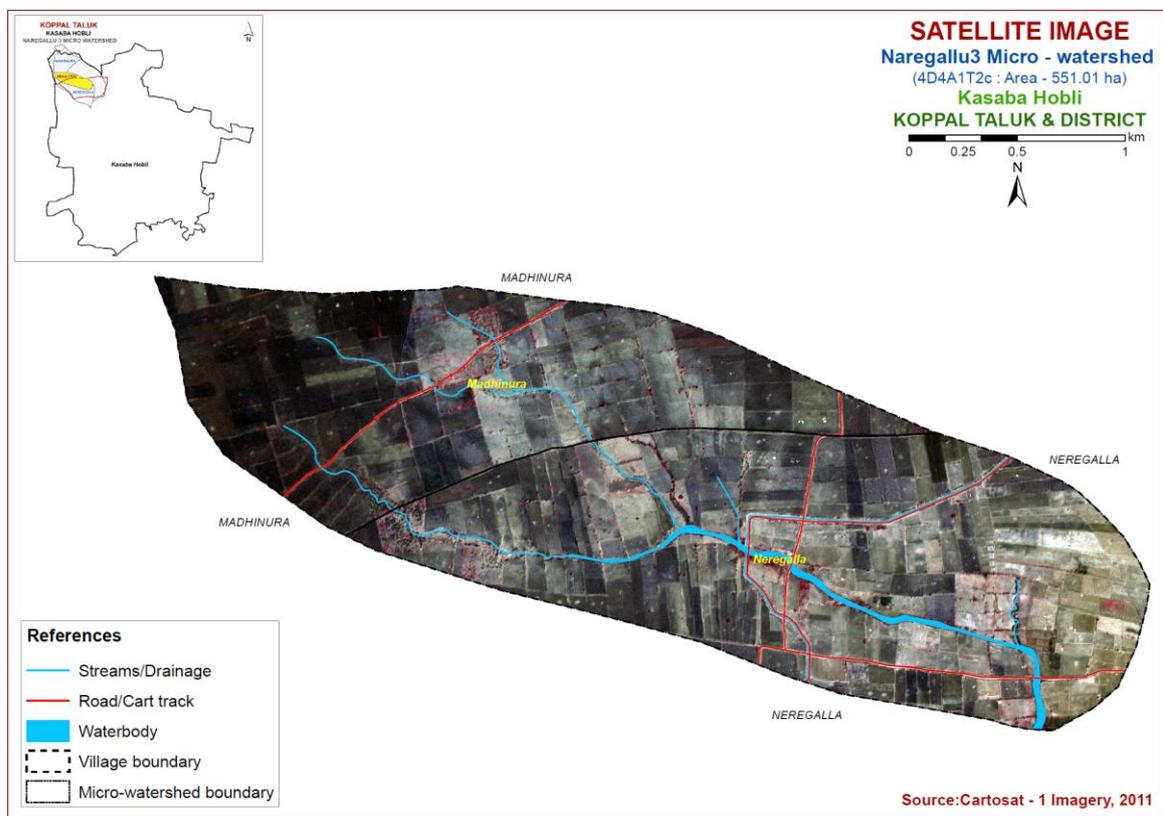 KOPPAL TALUK
KASABA HOBLI
NAREGALLU 3 MICRO WATERSHED
N
Kasaba Hobli
SATELLITE IMAGE
Naregallu3 Micro - watershed
(4D4A1T2c : Area - 551.01 ha)
Kasaba Hobli
KOPPAL TALUK & DISTRICT
km
0 0.25 0.5 1
N
MADHINURA
Madhinura
NEREGALLA
MADHINURA
Neregalla
NEREGALLA
References
Streams/Drainage
Road/Cart track
Waterbody
Village boundary
Micro-watershed boundary
Source:Cartosat - 1 Imagery, 2011